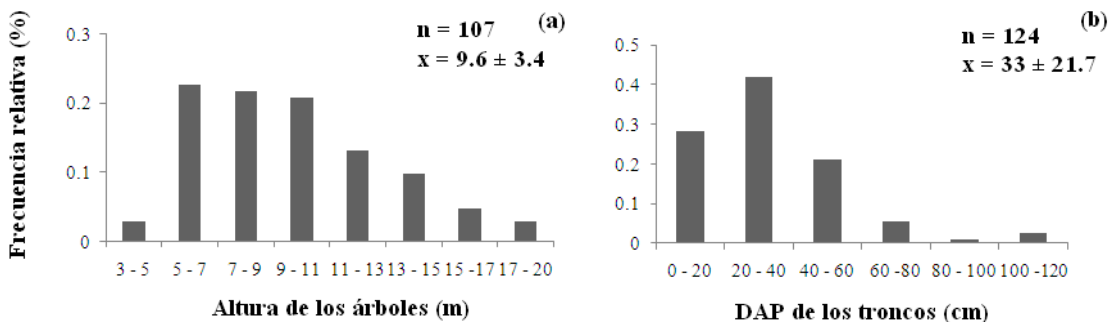 Frecuencia relativa (%)
(a)
n = 107
x = 9.6 ± 3.4
0.3
0.2
0.1
0
3 - 5 5 - 7 7 - 9 9 - 11 11 - 13 13 - 15 15 -17 17 - 20
Altura de los árboles (m)
(b)
n = 124
x = 33 ± 21.7
0.5
0.4
0.3
0.2
0.1
0
0 - 20 20 - 40 40 - 60 60 -80 80 - 100 100 -120
DAP de los troncos (cm)